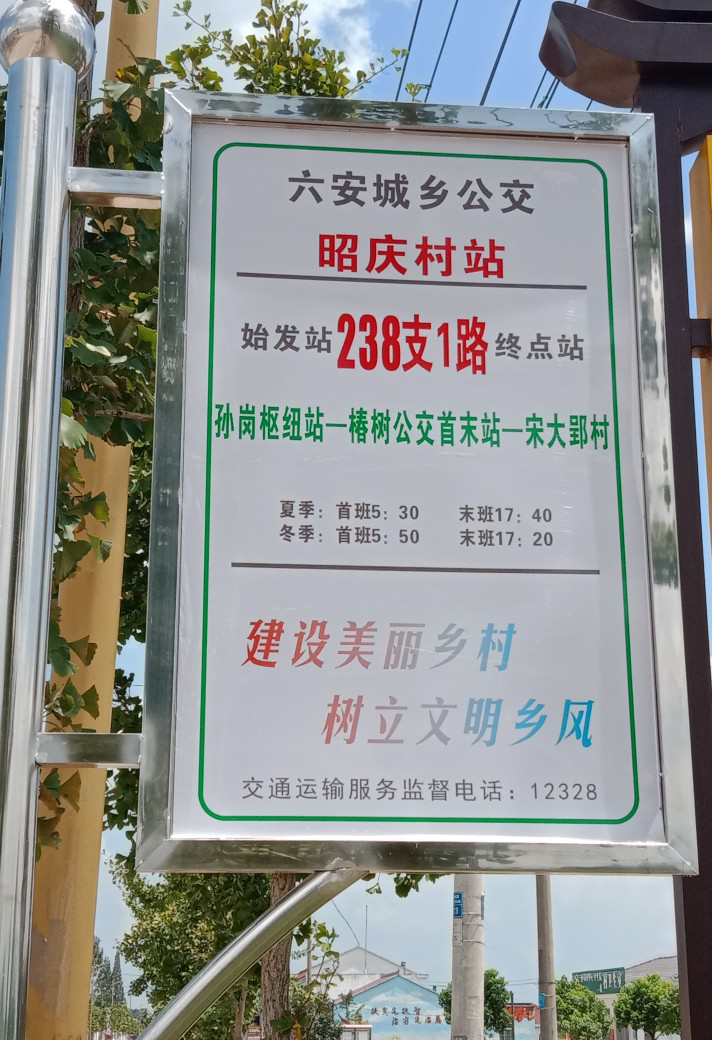 六安城乡公交
昭庆村站
始发站238支1路终点站
孙岗枢纽站—椿树公交首末站—宋大郢村
夏季：首班5：30 末班17：40
冬季：首班5：50 末班17：20
建设美丽乡村
树立文明乡风
交通运输服务监督电话：12328